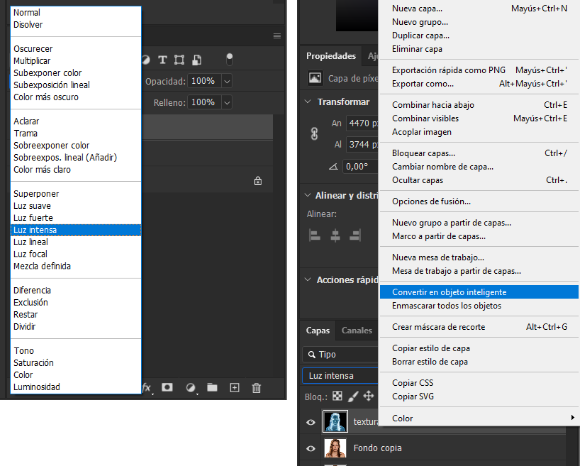 Normal
Disolver
Oscurecer
Multiplicar
Subexponer color
Subexposición lineal
Color más oscuro
Aclarar
Trama
Sobreexponer color
Sobreexpos. lineal (Añadir)
Color más claro
Superponer
Luz suave
Luz fuerte
Luz intensa
Luz lineal
Luz focal
Mezcla definida
Diferencia
Exclusión
Restar
Dividir
Tono
Saturación
Color
Luminosidad
Opacidad: 100%
Relleno: 100%
fx
Propiedades
Capa de píxe
Transformar
An 4470 p
Al 3744 p
0,00°
Alinear y distri
Alinear:
Acciones rápid
Capas Canales
Tipo
Luz intensa
Bloq.:
textura
Fondo copia
Nueva capa... Mayús+Ctrl+N
Nuevo grupo...
Duplicar capa...
Eliminar capa
Exportación rápida como PNG Mayús+Ctrl+'
Exportar como... Alt+Mayús+Ctrl+'
Combinar hacia abajo Ctrl+E
Combinar visibles Mayús+Ctrl+E
Acoplar imagen
Bloquear capas... Ctrl+/
Cambiar nombre de capa...
Ocultar capas Ctrl+,
Opciones de fusión...
Nuevo grupo a partir de capas...
Marco a partir de capas...
Nueva mesa de trabajo...
Mesa de trabajo a partir de capas...
Convertir en objeto inteligente
Enmascarar todos los objetos
Crear máscara de recorte Alt+Ctrl+G
Copiar estilo de capa
Borrar estilo de capa
Copiar CSS
Copiar SVG
Color